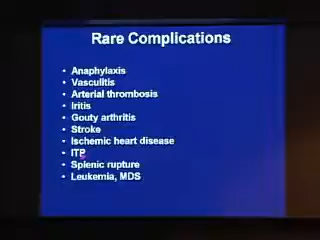 Rare Complications
• Anaphylaxis
• Vasculitis
• Arterial thrombosis
• Iritis
• Gouty arthritis
• Stroke
• Ischemic heart disease
• ITP
• Splenic rupture
• Leukemia, MDS